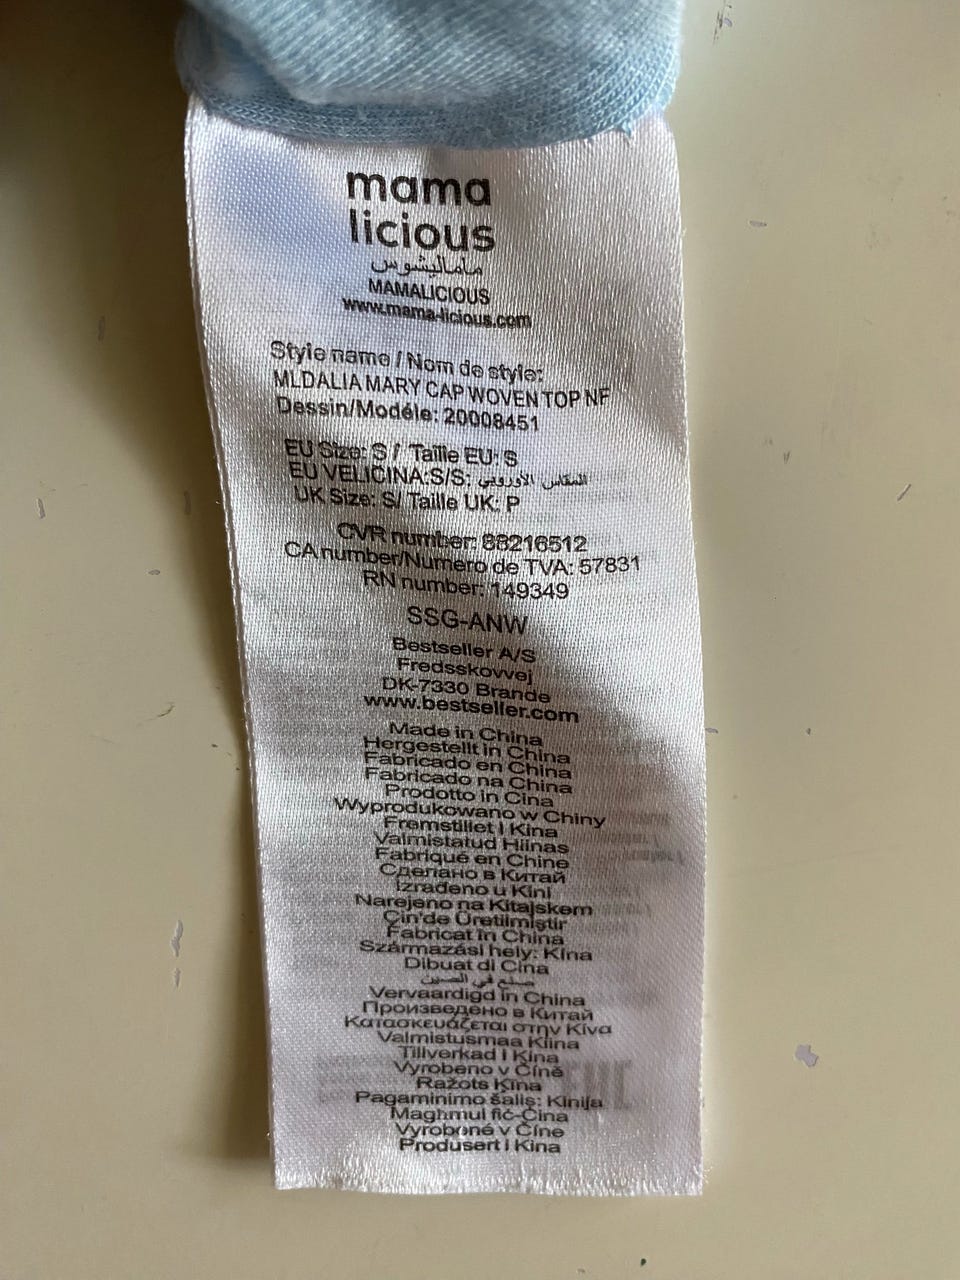 mama
licious
ماماليشوس
MAMALICIOUS
www.mama-licious.com
Style name / Nom de style:
MLDALIA MARY CAP WOVEN TOP NF
Dessin/Modéle: 20008451
EU Size: S / Taille EU: S
EU VELIČINA:S/S: المقاس الأوروبي
UK Size: S/ Taille UK: P
CVR number: 88216512
CA number/Numero de TVA: 57831
RN number: 149349
SSG-ANW
Bestseller A/S
Fredsskovvej
DK-7330 Brande
www.bestseller.com
Made in China
Hergestellt in China
Fabricado en China
Fabricado na China
Prodotto in Cina
Wyprodukowano w Chiny
Fremstillet i Kina
Valmistatud Hiinas
Fabriqué en Chine
Сделано в Китай
Izrađeno u Kini
Narejeno na Kitajskem
Çin'de Üretilmiştir
Fabricat în China
Származási hely: Kína
Dibuat di Cina
صنع في الصين
Vervaardigd in China
Произведено в Китай
Κατασκευάζεται στην Κίνα
Valmistusmaa Kiina
Tillverkad i Kina
Vyrobeno v Číně
Ražots Ķīna
Pagaminimo šalis: Kinija
Magħmul fiċ-Ċina
Vyrobené v Číne
Produsert i Kina